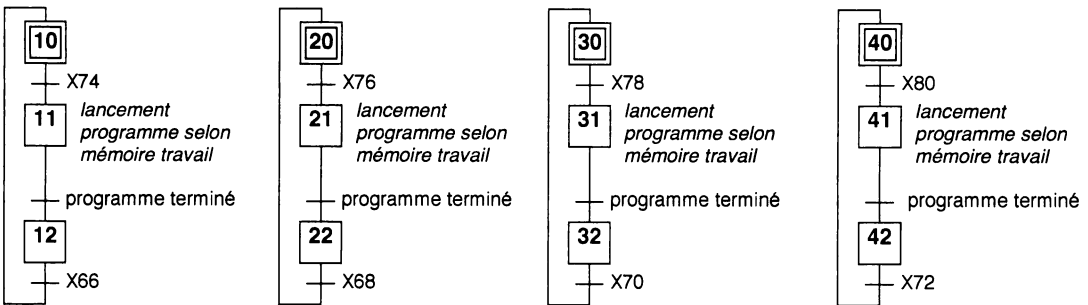 10
X74
11
lancement
programme selon
mémoire travail
programme terminé
12
X66
20
X76
21
lancement
programme selon
mémoire travail
programme terminé
22
X68
30
X78
31
lancement
programme selon
mémoire travail
programme terminé
32
X70
40
X80
41
lancement
programme selon
mémoire travail
programme terminé
42
X72